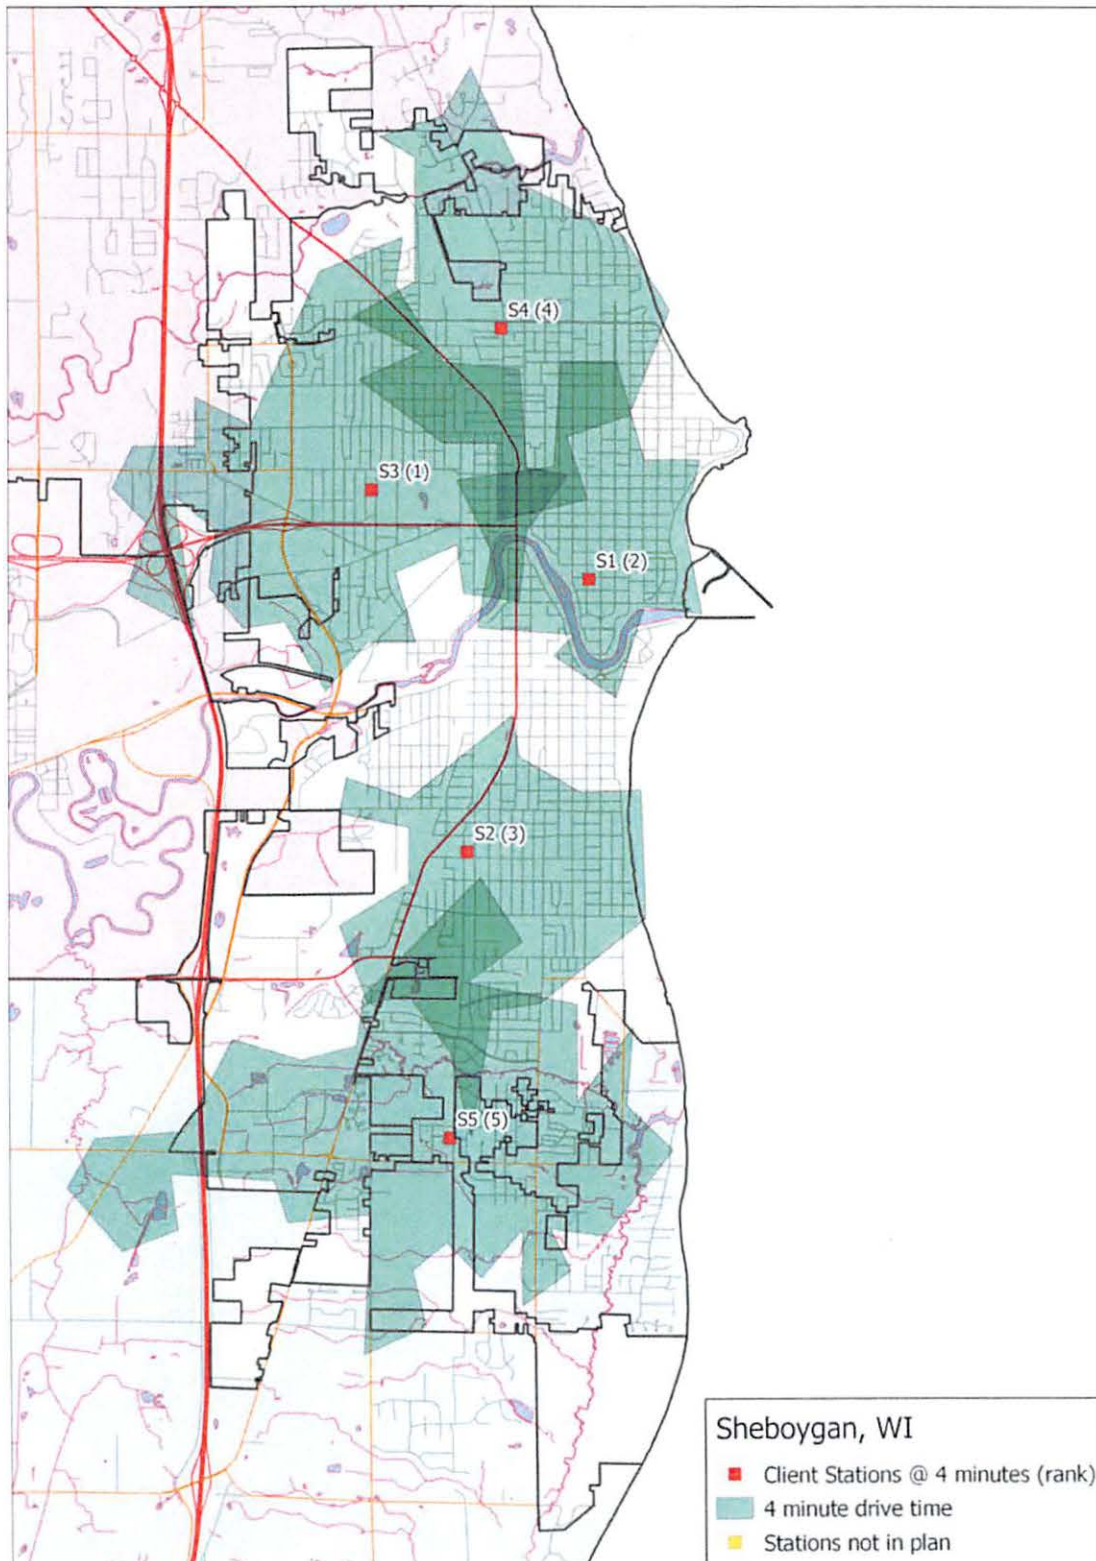 S4 (4)
S3 (1)
S1 (2)
S2 (3)
S5 (5)
Sheboygan, WI
Client Stations @ 4 minutes (rank)
4 minute drive time
Stations not in plan